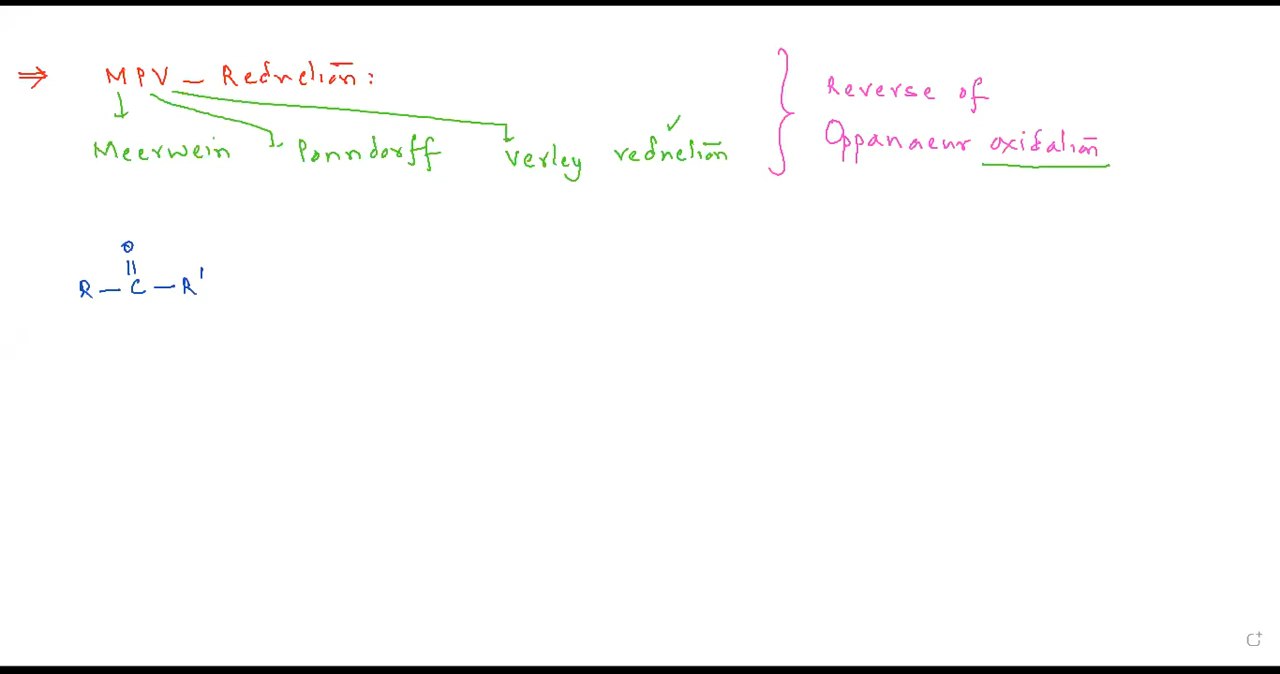 ⇒ MPV – Reduction :
Meerwein Ponndorff Verley reduction ✓
Reverse of
Oppanaeur oxidation
O
||
R – C – R'